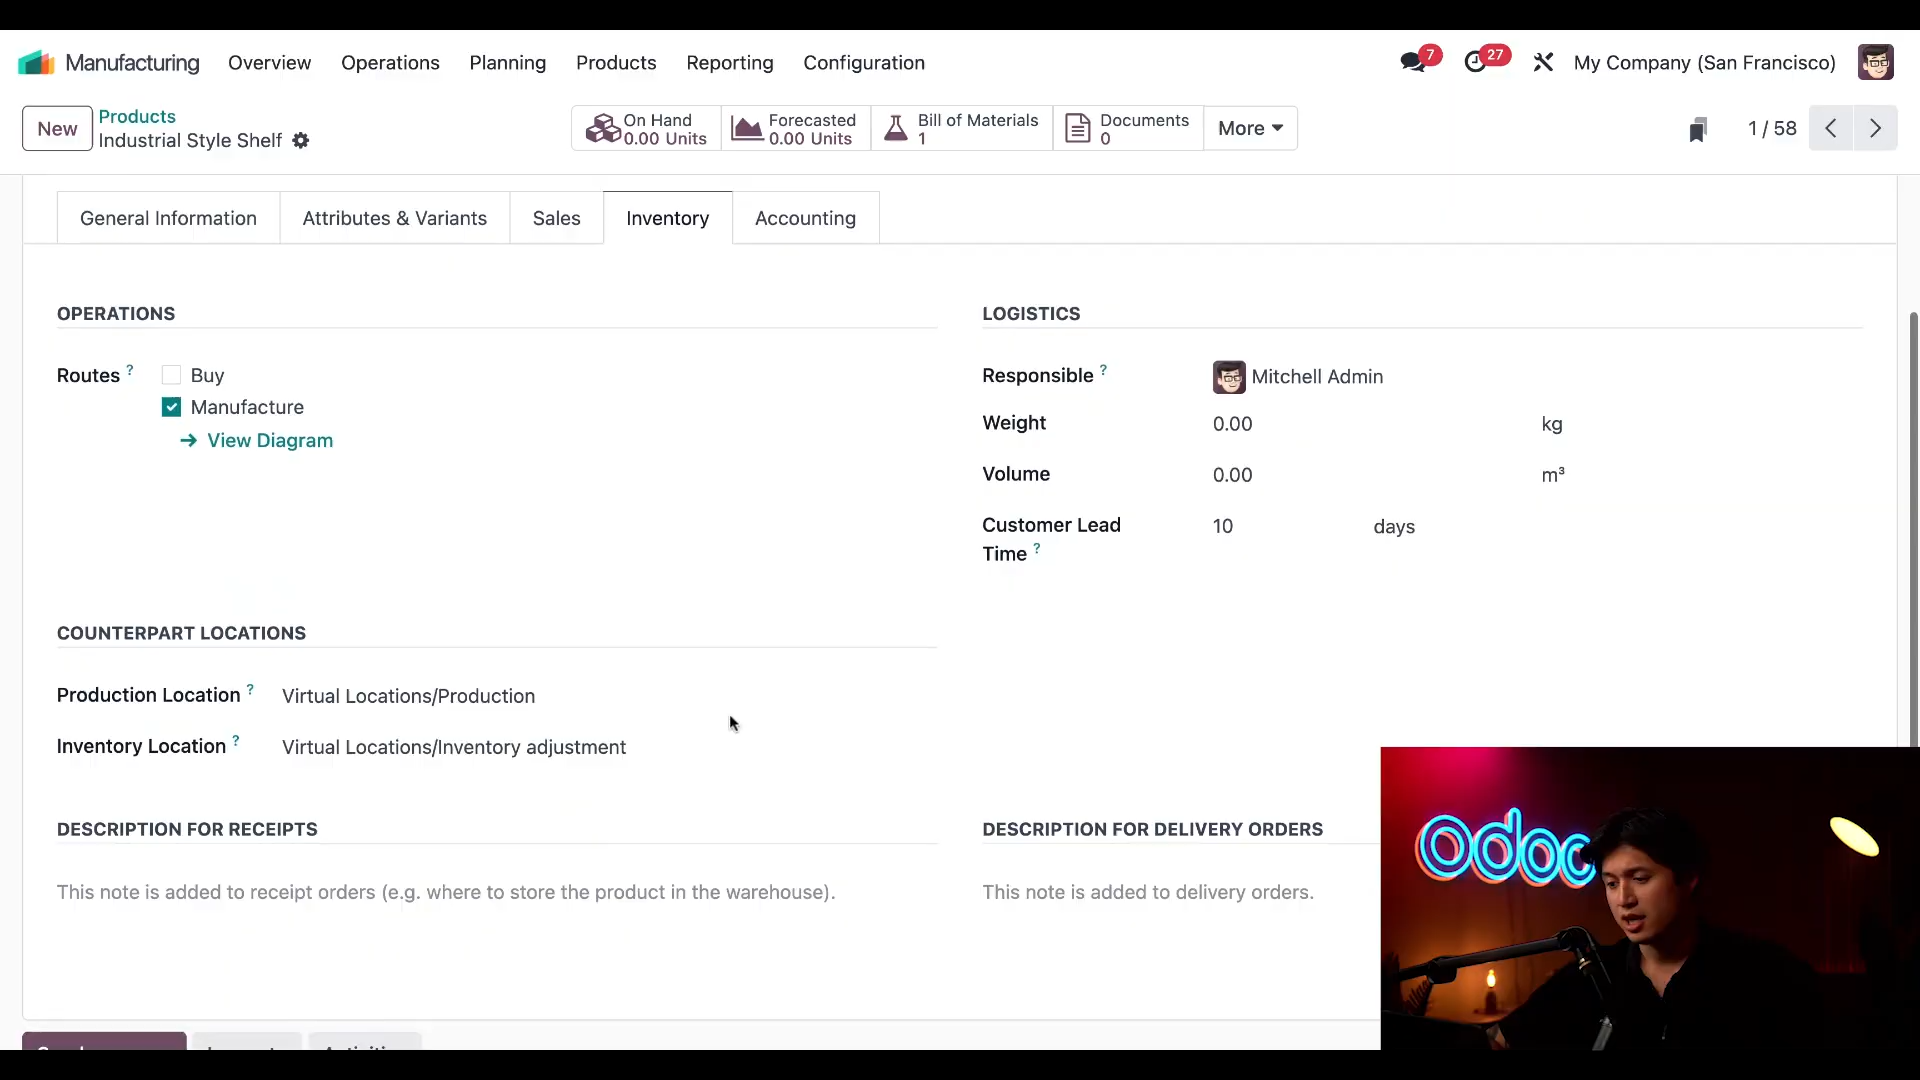 Manufacturing Overview Operations Planning Products Reporting Configuration 7 27 My Company (San Francisco)
New
Products
Industrial Style Shelf
On Hand
0.00 Units
Forecasted
0.00 Units
Bill of Materials
1
Documents
0
More
1 / 58
General Information Attributes & Variants Sales Inventory Accounting
OPERATIONS
Routes ?
Buy
Manufacture
View Diagram
LOGISTICS
Responsible ? Mitchell Admin
Weight 0.00 kg
Volume 0.00 m³
Customer Lead
Time ?
10 days
COUNTERPART LOCATIONS
Production Location ? Virtual Locations/Production
Inventory Location ? Virtual Locations/Inventory adjustment
DESCRIPTION FOR RECEIPTS
This note is added to receipt orders (e.g. where to store the product in the warehouse).
DESCRIPTION FOR DELIVERY ORDERS
This note is added to delivery orders.
odoo